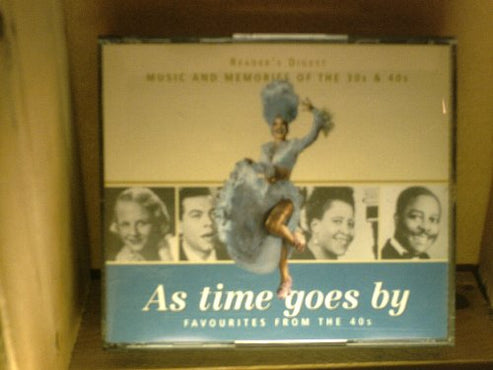 READER'S DIGEST
MUSIC AND MEMORIES OF THE 30s & 40s
As time goes by
FAVOURITES FROM THE 40s